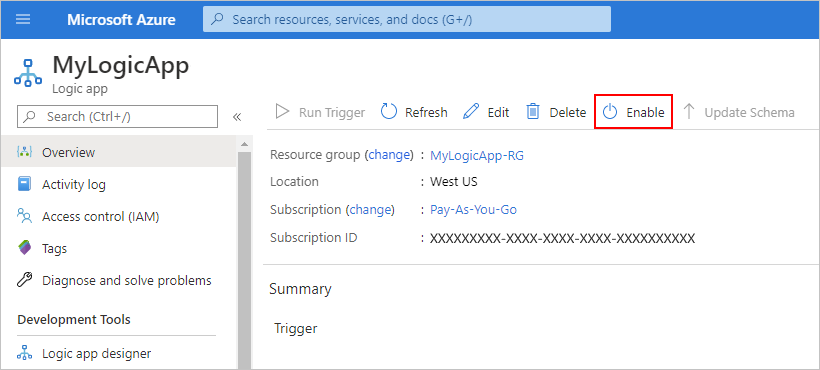 Microsoft Azure
Search resources, services, and docs (G+/)
MyLogicApp
Logic app
Search (Ctrl+/)
«
Overview
Activity log
Access control (IAM)
Tags
Diagnose and solve problems
Development Tools
Logic app designer
Run Trigger Refresh Edit Delete Enable Update Schema
Resource group (change) : MyLogicApp-RG
Location : West US
Subscription (change) : Pay-As-You-Go
Subscription ID : XXXXXXXXX-XXXX-XXXX-XXXX-XXXXXXXXXX
Summary
Trigger